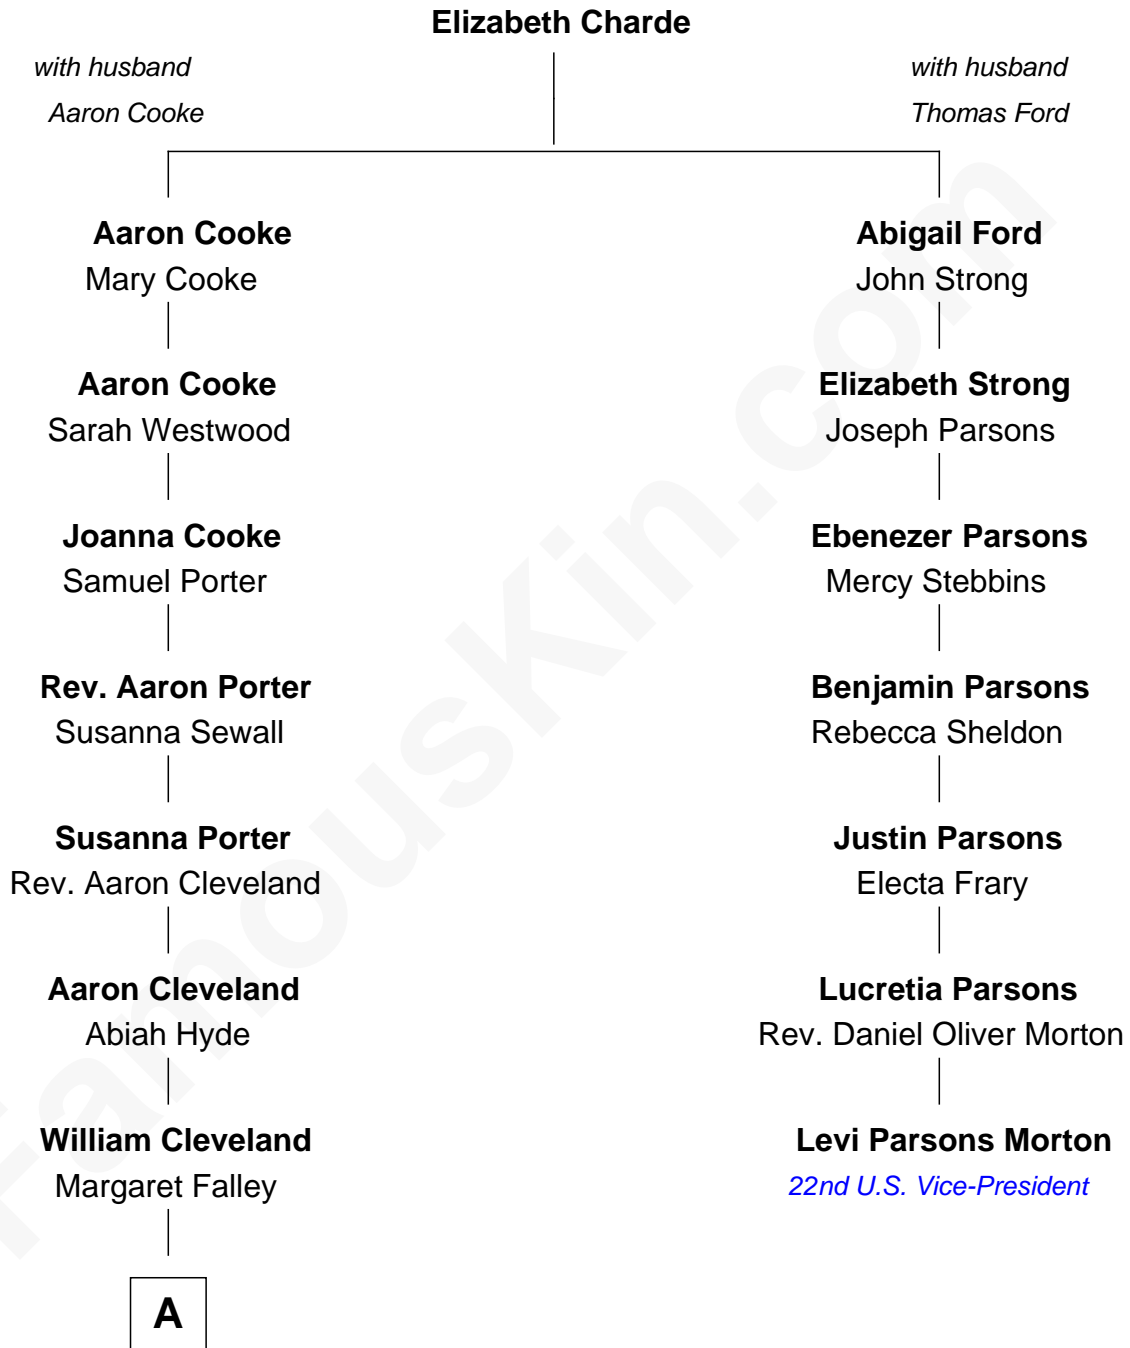 Elizabeth Charde
with husband
Aaron Cooke
with husband
Thomas Ford
Aaron Cooke
Mary Cooke
Abigail Ford
John Strong
Aaron Cooke
Sarah Westwood
Elizabeth Strong
Joseph Parsons
Joanna Cooke
Samuel Porter
Ebenezer Parsons
Mercy Stebbins
Rev. Aaron Porter
Susanna Sewall
Benjamin Parsons
Rebecca Sheldon
Susanna Porter
Rev. Aaron Cleveland
Justin Parsons
Electa Frary
Aaron Cleveland
Abiah Hyde
Lucretia Parsons
Rev. Daniel Oliver Morton
William Cleveland
Margaret Falley
Levi Parsons Morton
22nd U.S. Vice-President
A
FamousKin.com